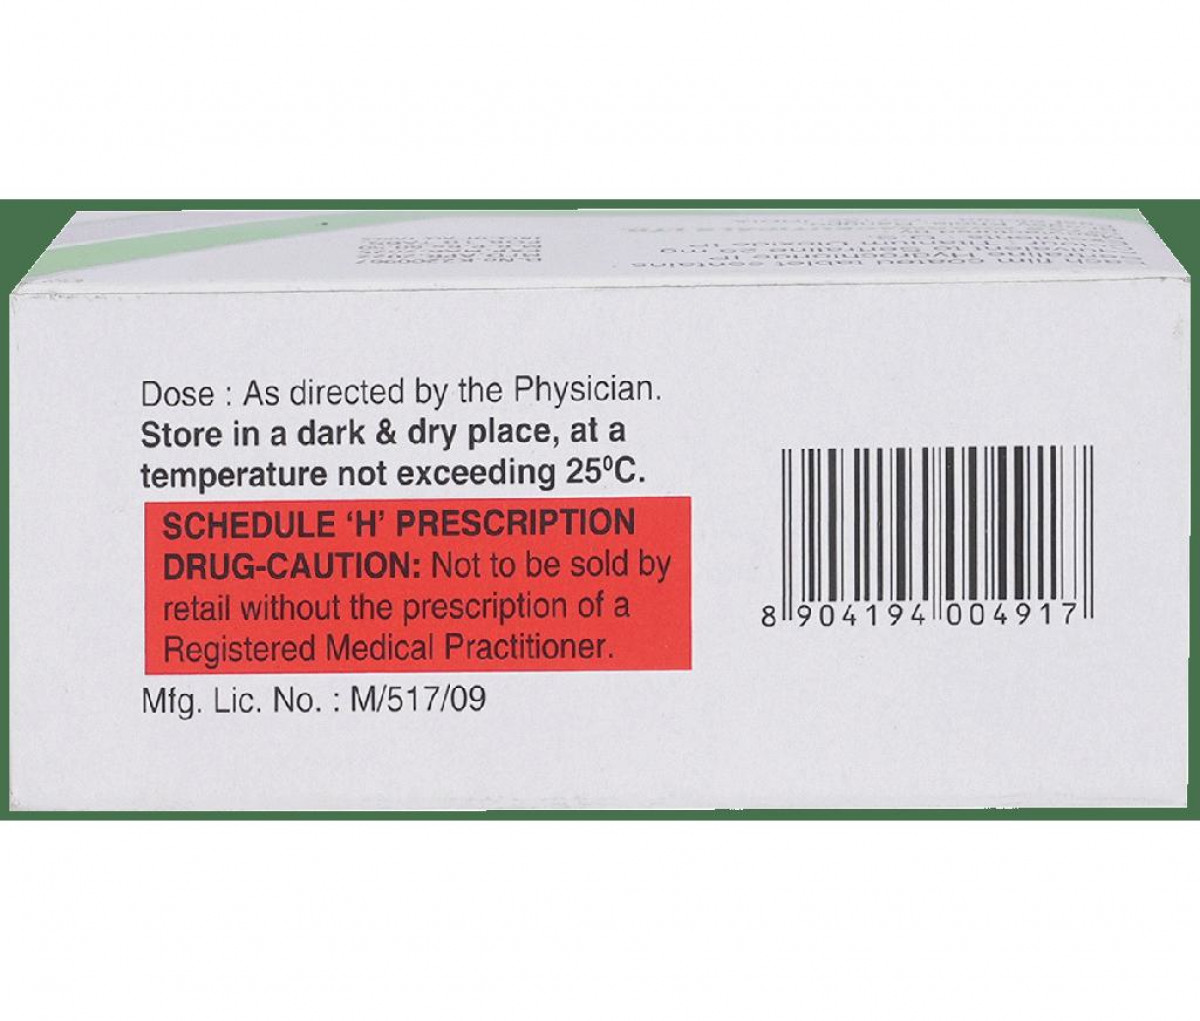 Dose : As directed by the Physician.
Store in a dark & dry place, at a
temperature not exceeding 25⁰C.
SCHEDULE ‘H’ PRESCRIPTION
DRUG-CAUTION: Not to be sold by
retail without the prescription of a
Registered Medical Practitioner.
Mfg. Lic. No. : M/517/09
8 904194 004917